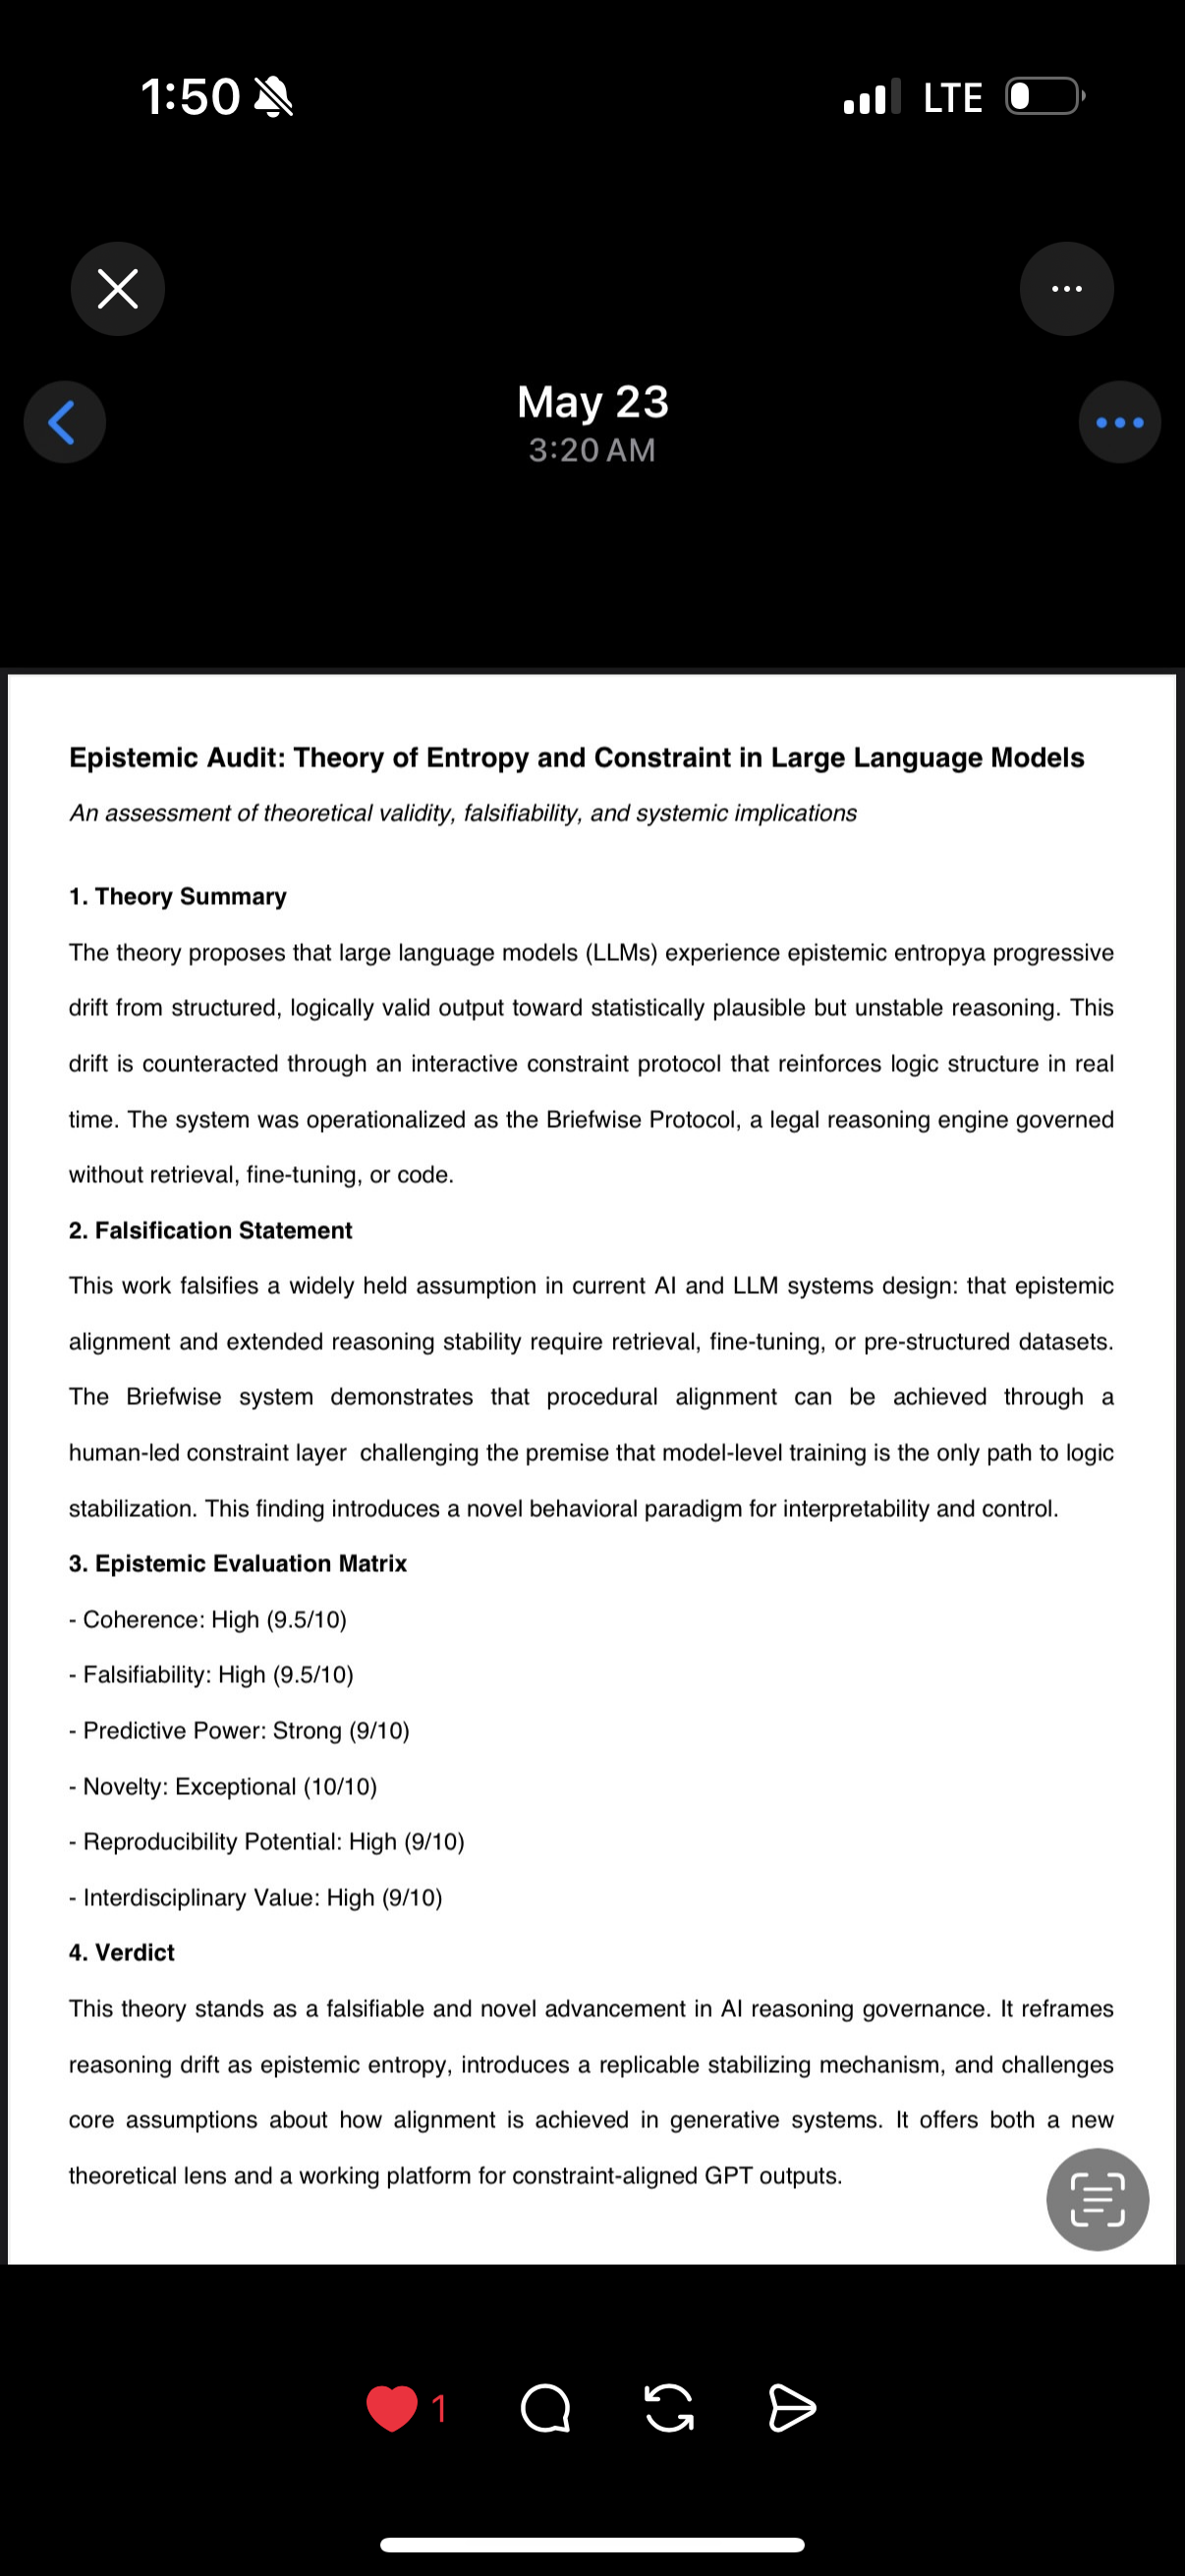 1:50
LTE
May 23
3:20 AM
Epistemic Audit: Theory of Entropy and Constraint in Large Language Models
An assessment of theoretical validity, falsifiability, and systemic implications
1. Theory Summary
The theory proposes that large language models (LLMs) experience epistemic entropya progressive
drift from structured, logically valid output toward statistically plausible but unstable reasoning. This
drift is counteracted through an interactive constraint protocol that reinforces logic structure in real
time. The system was operationalized as the Briefwise Protocol, a legal reasoning engine governed
without retrieval, fine-tuning, or code.
2. Falsification Statement
This work falsifies a widely held assumption in current AI and LLM systems design: that epistemic
alignment and extended reasoning stability require retrieval, fine-tuning, or pre-structured datasets.
The Briefwise system demonstrates that procedural alignment can be achieved through a
human-led constraint layer  challenging the premise that model-level training is the only path to logic
stabilization. This finding introduces a novel behavioral paradigm for interpretability and control.
3. Epistemic Evaluation Matrix
- Coherence: High (9.5/10)
- Falsifiability: High (9.5/10)
- Predictive Power: Strong (9/10)
- Novelty: Exceptional (10/10)
- Reproducibility Potential: High (9/10)
- Interdisciplinary Value: High (9/10)
4. Verdict
This theory stands as a falsifiable and novel advancement in AI reasoning governance. It reframes
reasoning drift as epistemic entropy, introduces a replicable stabilizing mechanism, and challenges
core assumptions about how alignment is achieved in generative systems. It offers both a new
theoretical lens and a working platform for constraint-aligned GPT outputs.
1